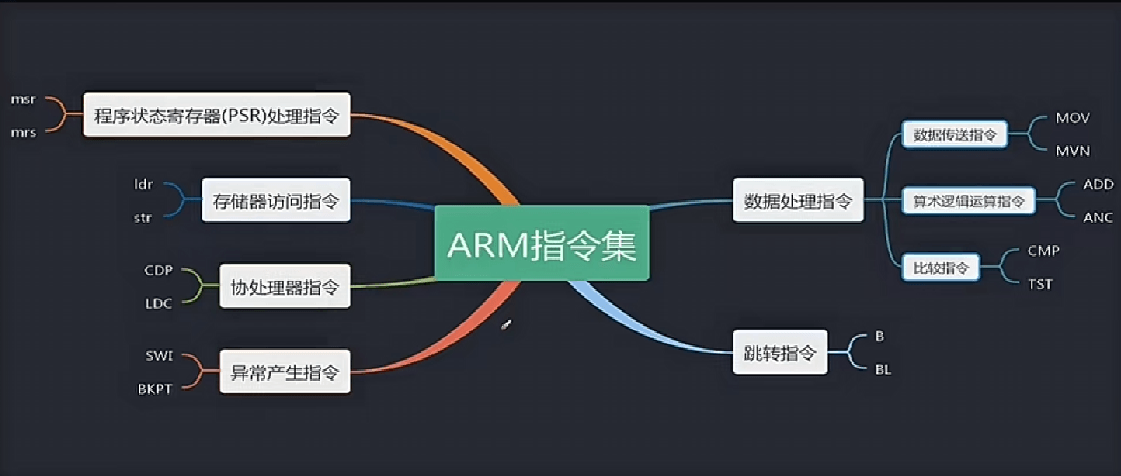 ARM指令集
程序状态寄存器(PSR)处理指令
msr
mrs
存储器访问指令
ldr
str
协处理器指令
CDP
LDC
异常产生指令
SWI
BKPT
数据处理指令
数据传送指令
MOV
MVN
算术逻辑运算指令
ADD
ANC
比较指令
CMP
TST
跳转指令
B
BL